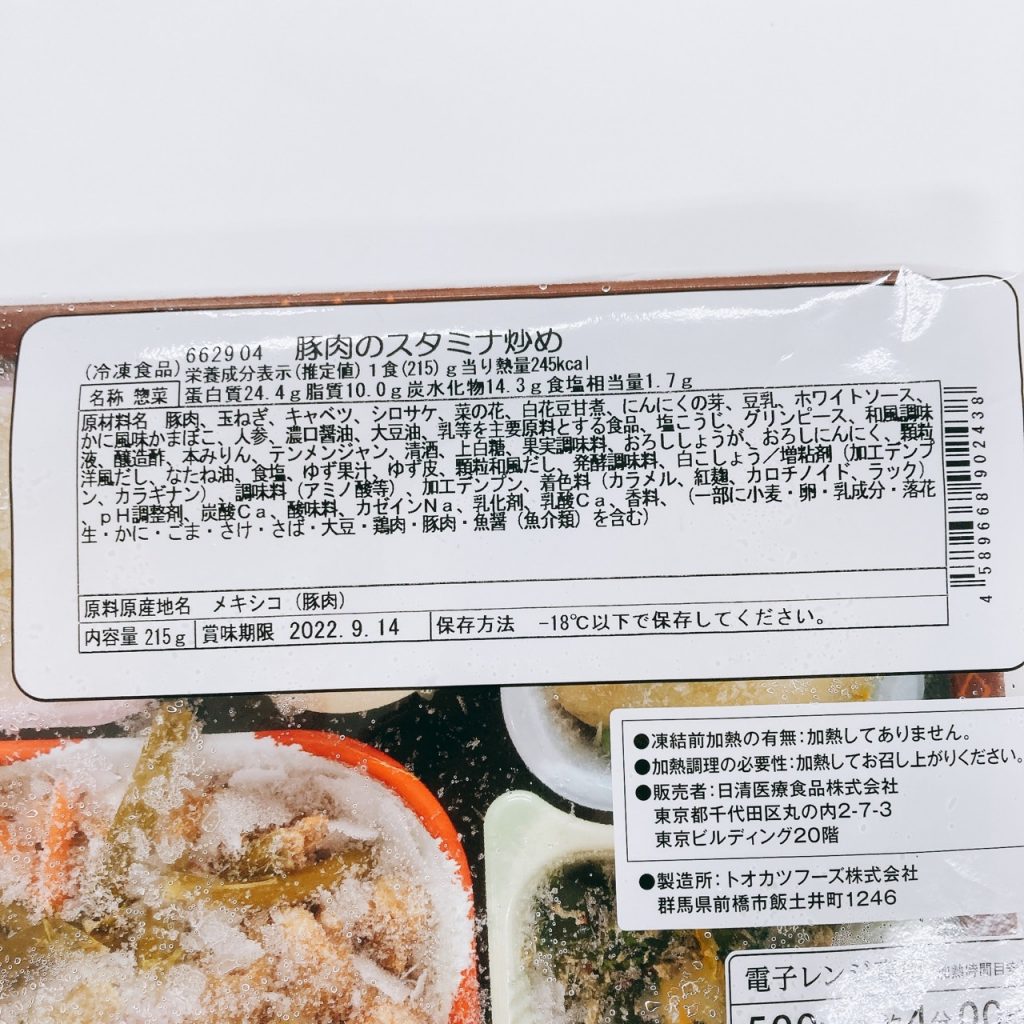 662904 豚肉のスタミナ炒め
(冷凍食品) 栄養成分表示(推定値) 1食(215)g当り熱量245kcal
名称 惣菜 蛋白質24.4g脂質10.0g炭水化物14.3g食塩相当量1.7g
原材料名 豚肉、玉ねぎ、キャベツ、シロサケ、菜の花、白花豆甘煮、にんにくの芽、豆乳、ホワイトソース、
かに風味かまぼこ、人参、濃口醤油、大豆油、乳等を主要原料とする食品、塩こうじ、グリンピース、和風調味
液、醸造酢、本みりん、テンメンジャン、清酒、上白糖、果実調味料、おろししょうが、おろしにんにく、顆粒
洋風だし、なたね油、食塩、ゆず果汁、ゆず皮、顆粒和風だし、発酵調味料、白こしょう/増粘剤(加工デンプ
ン、カラギナン)、調味料(アミノ酸等)、加工デンプン、着色料(カラメル、紅麹、カロチノイド、ラック)
、pH調整剤、炭酸Ca、酸味料、カゼインNa、乳化剤、乳酸Ca、香料、(一部に小麦・卵・乳成分・落花
生・かに・ごま・さけ・さば・大豆・鶏肉・豚肉・魚醤(魚介類)を含む)
原料原産地名 メキシコ(豚肉)
内容量 215g 賞味期限 2022.9.14 保存方法 -18℃以下で保存してください。
4589668902438
●凍結前加熱の有無:加熱してありません。
●加熱調理の必要性:加熱してお召し上がりください。
●販売者:日清医療食品株式会社
東京都千代田区丸の内2-7-3
東京ビルディング20階
●製造所:トオカツフーズ株式会社
群馬県前橋市飯土井町1246
電子レン